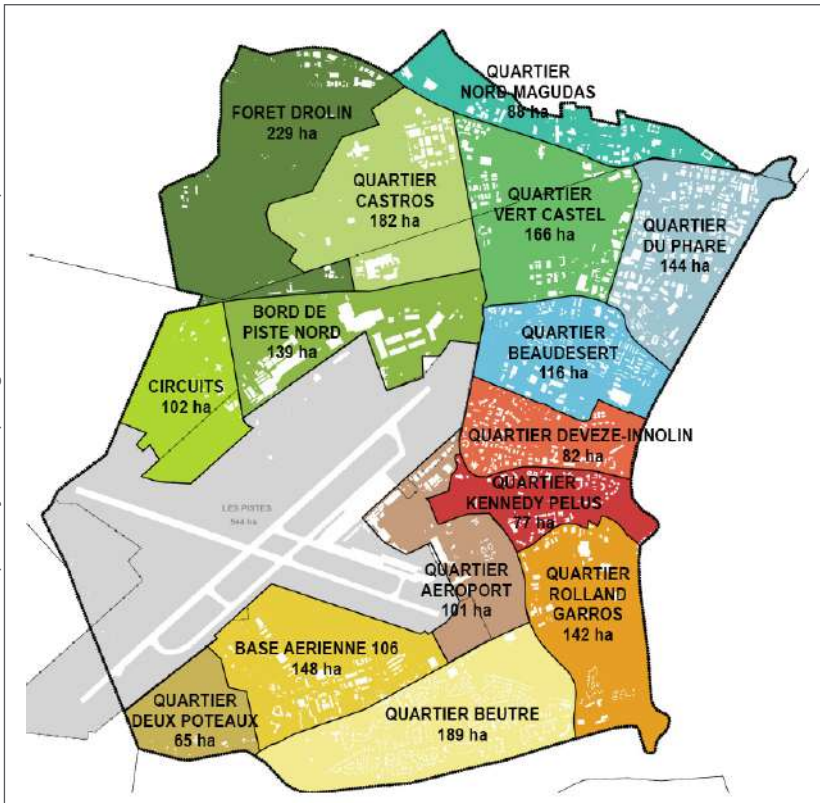 QUARTIER
NORD MAGUDAS
88 ha
FORET DROLIN
229 ha
QUARTIER
CASTROS
182 ha
QUARTIER
VERT CASTEL
166 ha
QUARTIER
DU PHARE
144 ha
BORD DE
PISTE NORD
139 ha
QUARTIER
BEAUDESERT
116 ha
CIRCUITS
102 ha
QUARTIER DEVEZE-INNOLIN
82 ha
QUARTIER
KENNEDY PELUS
77 ha
LES PISTES
544 ha
QUARTIER
AEROPORT
101 ha
QUARTIER
ROLLAND
GARROS
142 ha
BASE AERIENNE 106
148 ha
QUARTIER
DEUX POTEAUX
65 ha
QUARTIER BEUTRE
189 ha